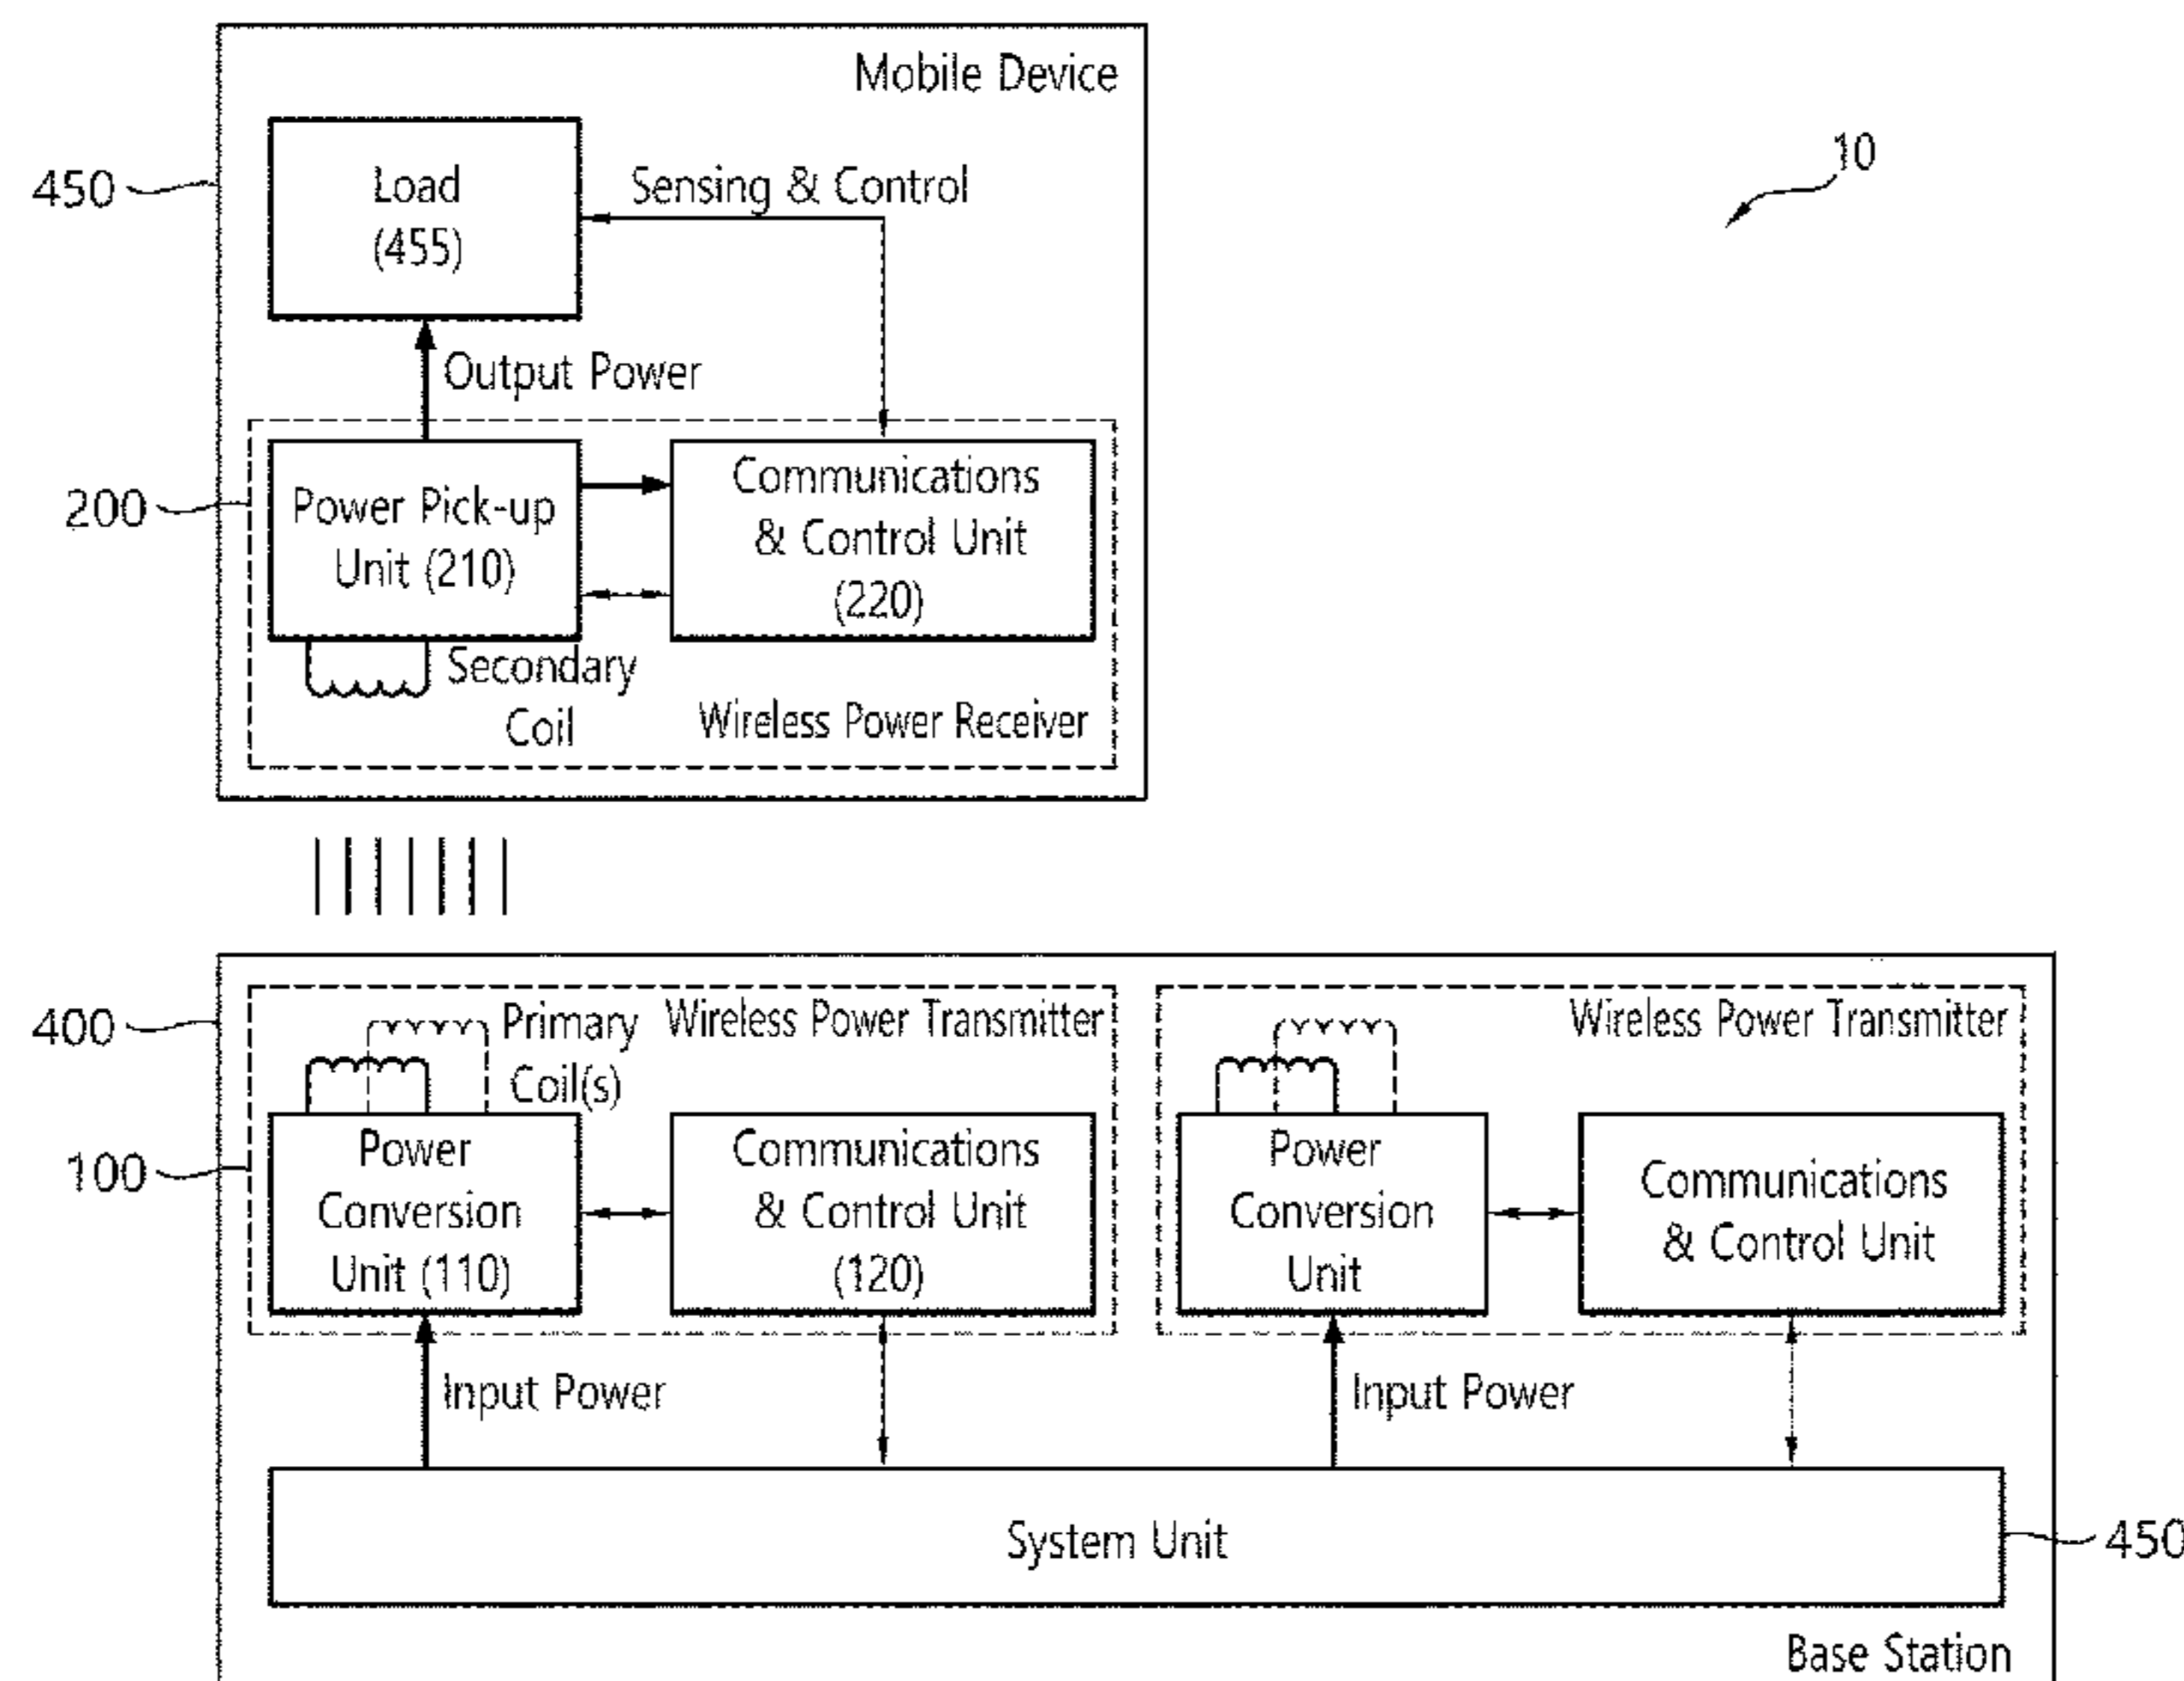 Mobile Device
10
450
Load
(455)
Sensing & Control
Output Power
200
Power Pick-up
Unit (210)
Communications
& Control Unit
(220)
Secondary
Coil
Wireless Power Receiver
400
Primary
Coil(s)
Wireless Power Transmitter
Wireless Power Transmitter
100
Power
Conversion
Unit (110)
Communications
& Control Unit
(120)
Power
Conversion
Unit
Communications
& Control Unit
Input Power
Input Power
System Unit
450
Base Station